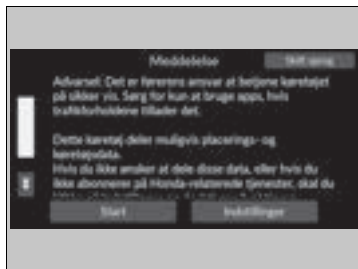 Meddelelse
Skift sprog
Advarsel: Det er førerens ansvar at betjene køretøjet
på sikker vis. Sørg for kun at bruge apps, hvis
trafikforholdene tillader det.
Dette køretøj deler muligvis placerings- og
køretøjsdata.
Hvis du ikke ønsker at dele disse data, eller hvis du
ikke abonnerer på Honda-relaterede tjenester, skal du
Start
Indstillinger